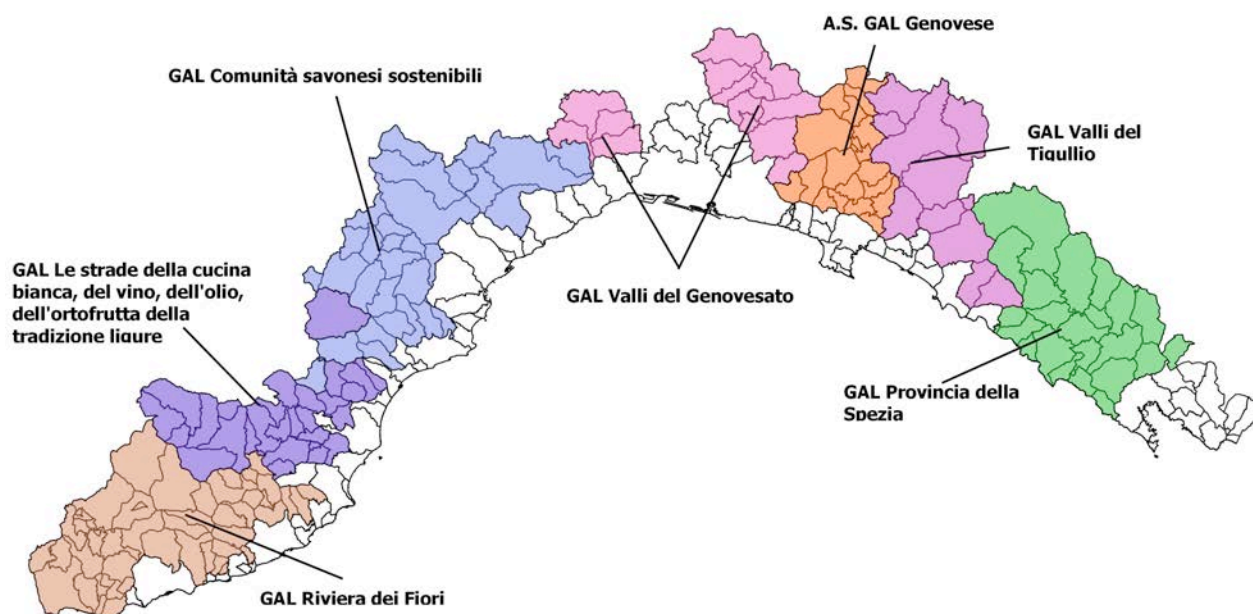 A.S. GAL Genovese
GAL Comunità savonesi sostenibili
GAL Valli del
Tigullio
GAL Le strade della cucina
bianca, del vino, dell'olio,
dell'ortofrutta della
tradizione ligure
GAL Valli del Genovesato
GAL Provincia della
Spezia
GAL Riviera dei Fiori